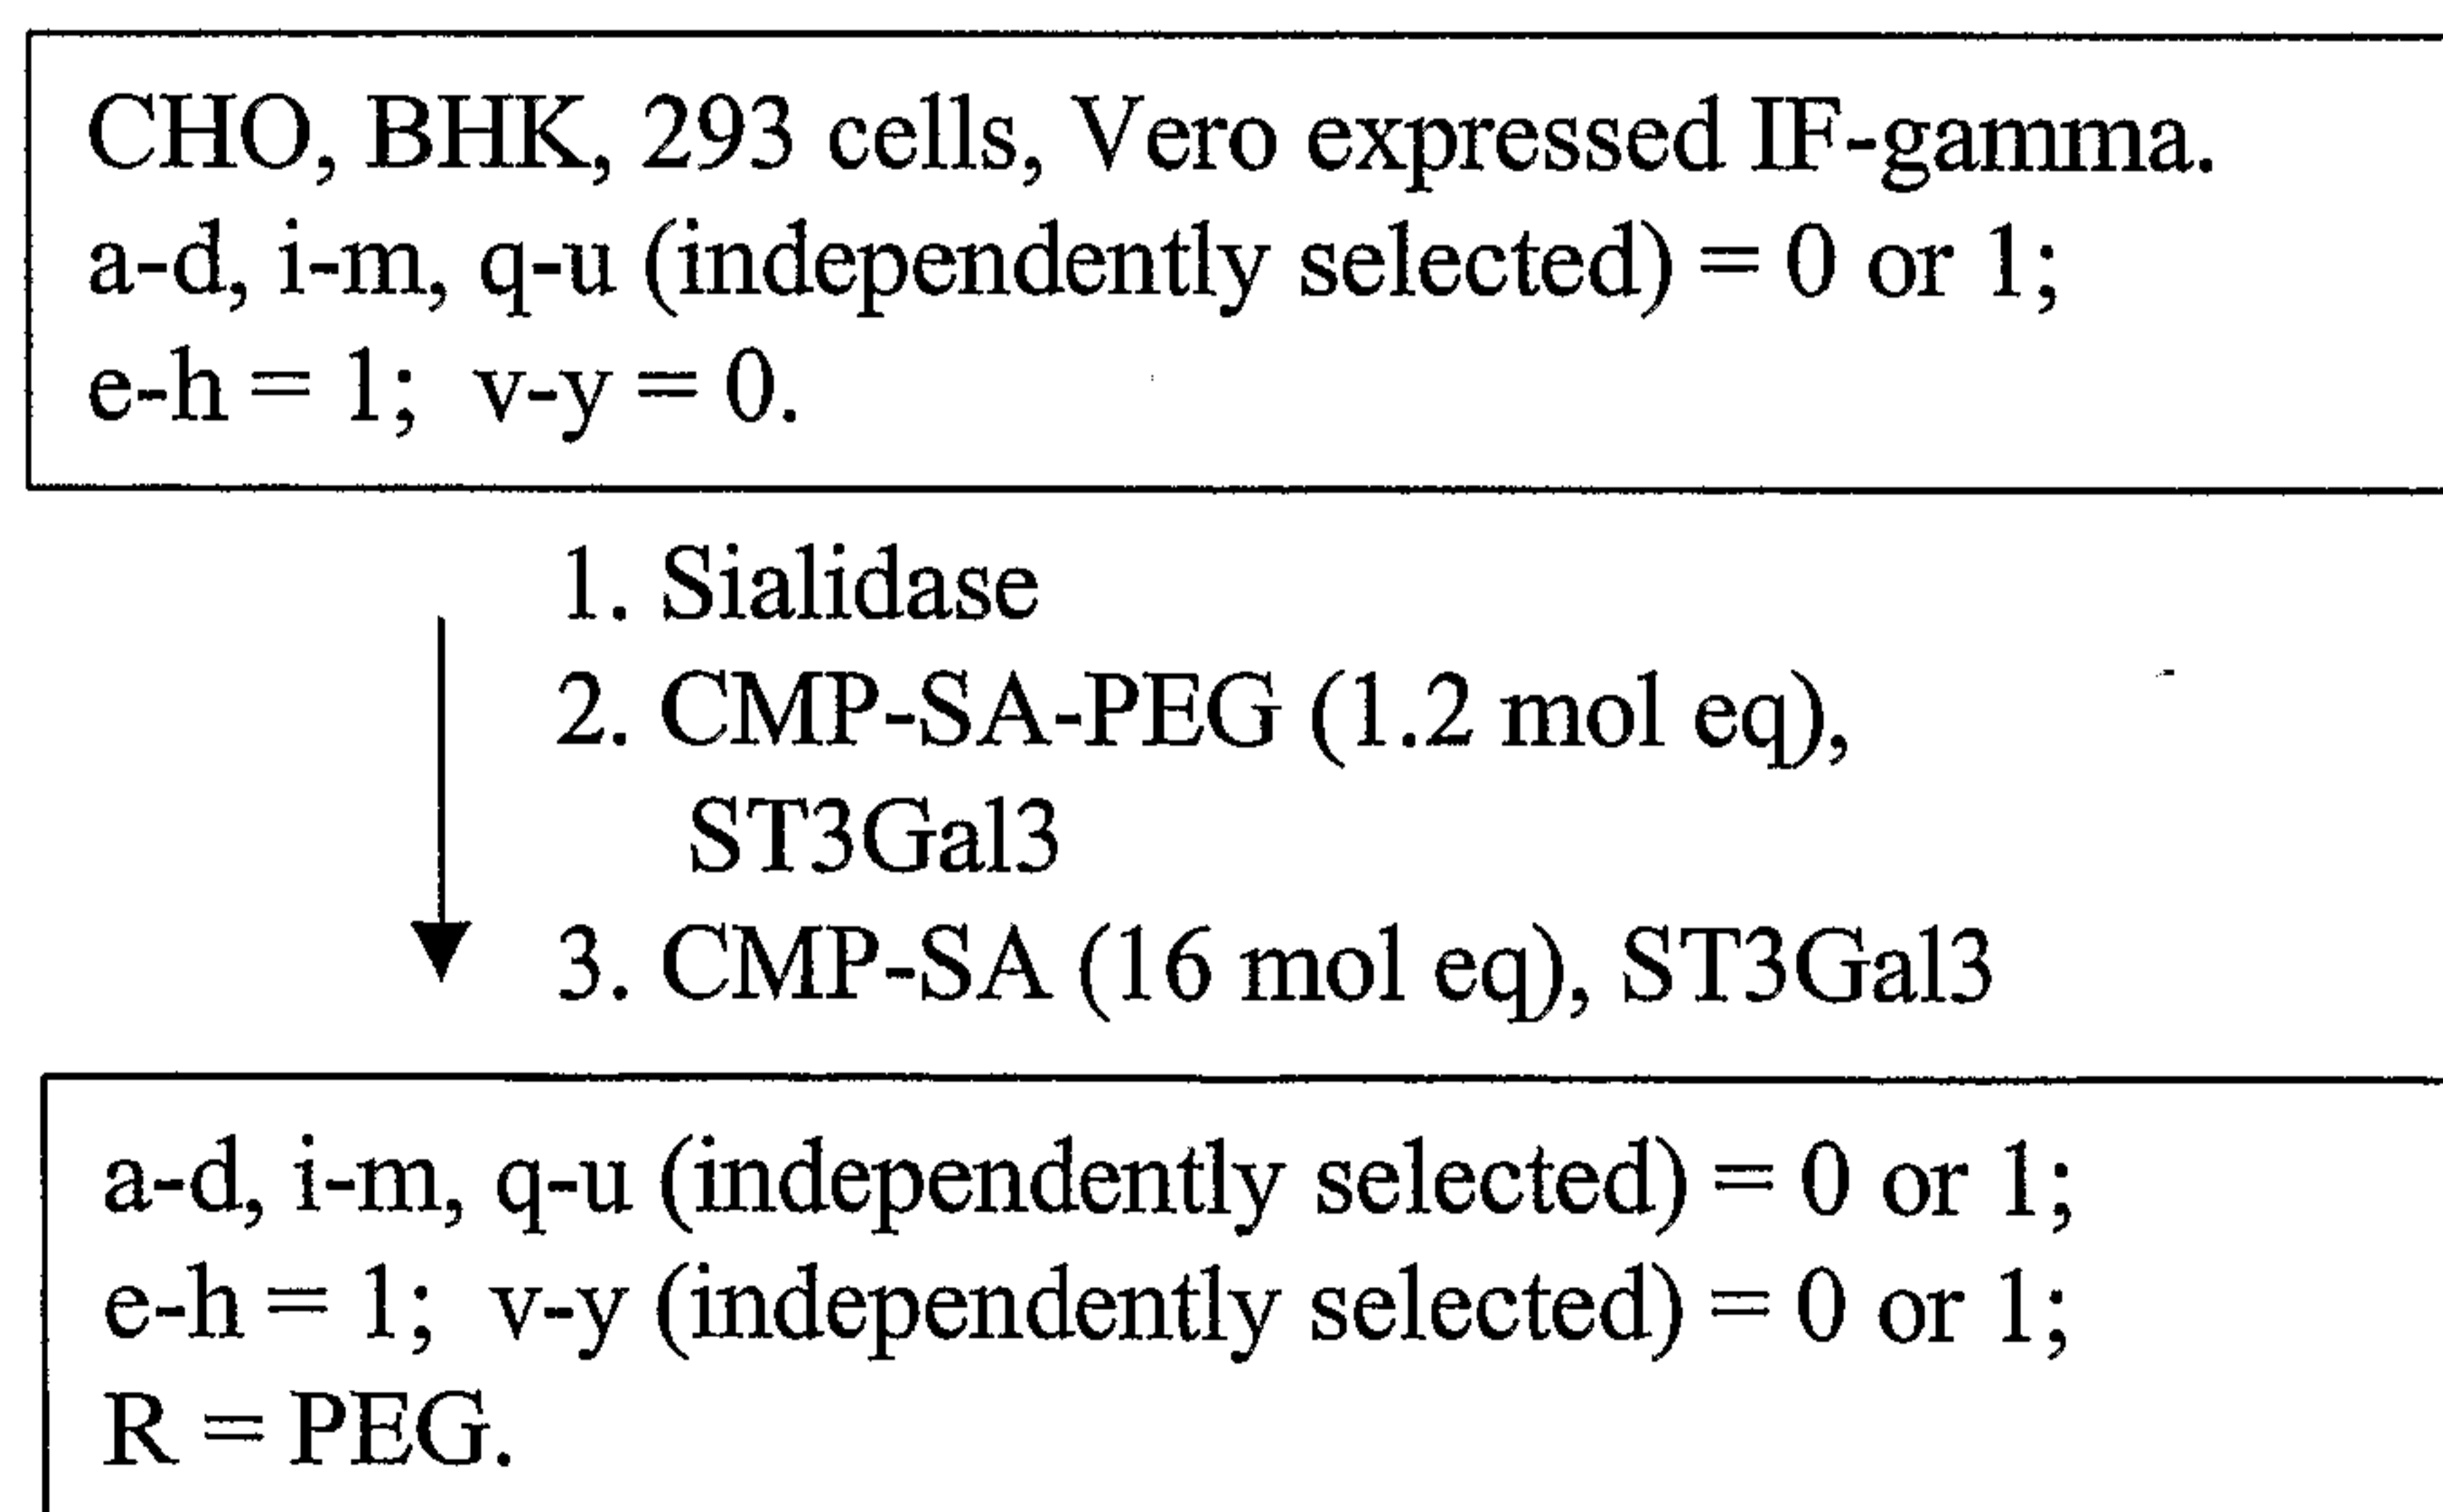 CHO, BHK, 293 cells, Vero expressed IF-gamma.
a-d, i-m, q-u (independently selected) = 0 or 1;
e-h = 1; v-y = 0.
1. Sialidase
2. CMP-SA-PEG (1.2 mol eq),
ST3Gal3
3. CMP-SA (16 mol eq), ST3Gal3
a-d, i-m, q-u (independently selected) = 0 or 1;
e-h = 1; v-y (independently selected) = 0 or 1;
R = PEG.